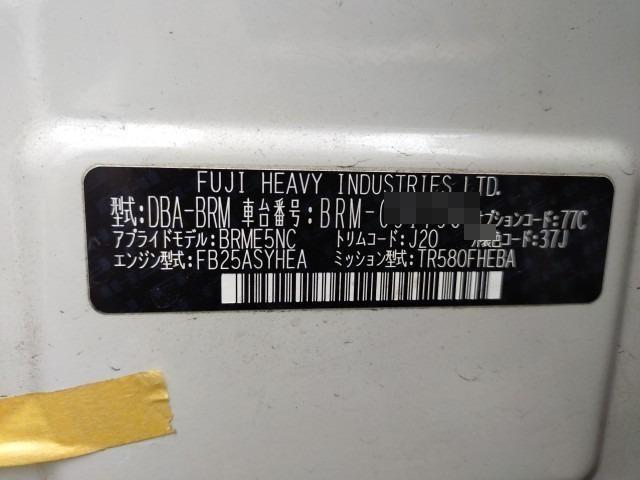 FUJI HEAVY INDUSTRIES LTD.
型式:DBA-BRM 車台番号:BRM- オプションコード:77C
アプライドモデル:BRME5NC トリムコード:J20 外装色コード:37J
エンジン型式:FB25ASYHEA ミッション型式:TR580FHEBA